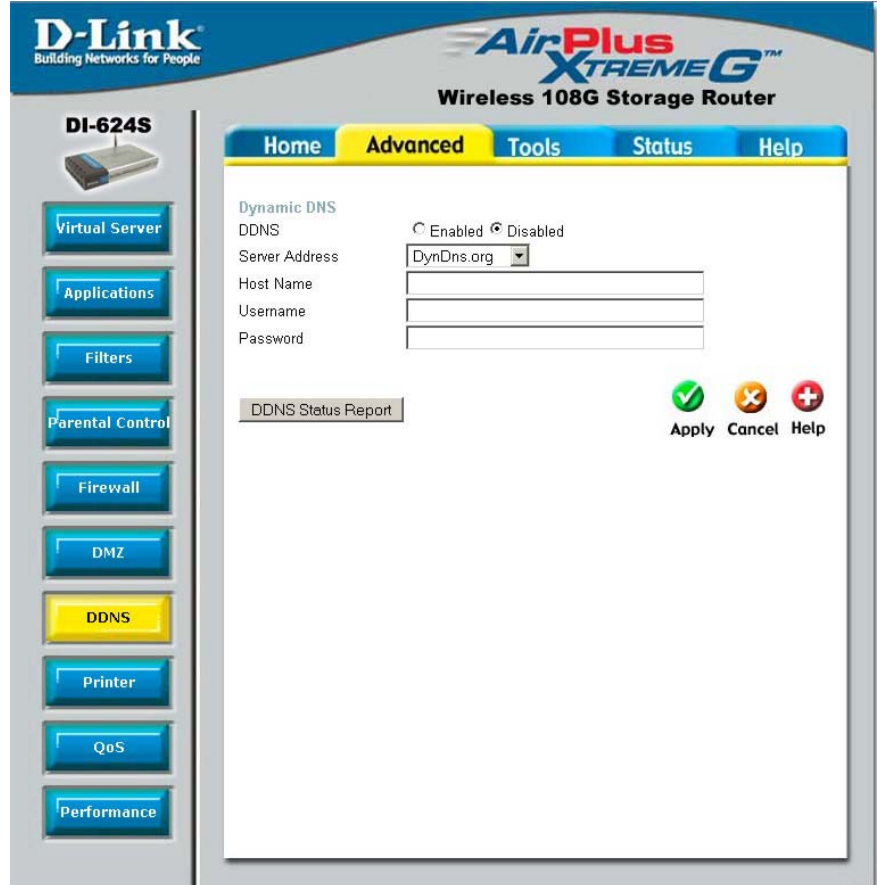 D-Link®
Building Networks for People
AirPlus
XTREME G™
Wireless 108G Storage Router
DI-624S
Home Advanced Tools Status Help
Virtual Server
Applications
Filters
Parental Control
Firewall
DMZ
DDNS
Printer
QoS
Performance
Dynamic DNS
DDNS Enabled Disabled
Server Address DynDns.org
Host Name
Username
Password
DDNS Status Report
Apply Cancel Help